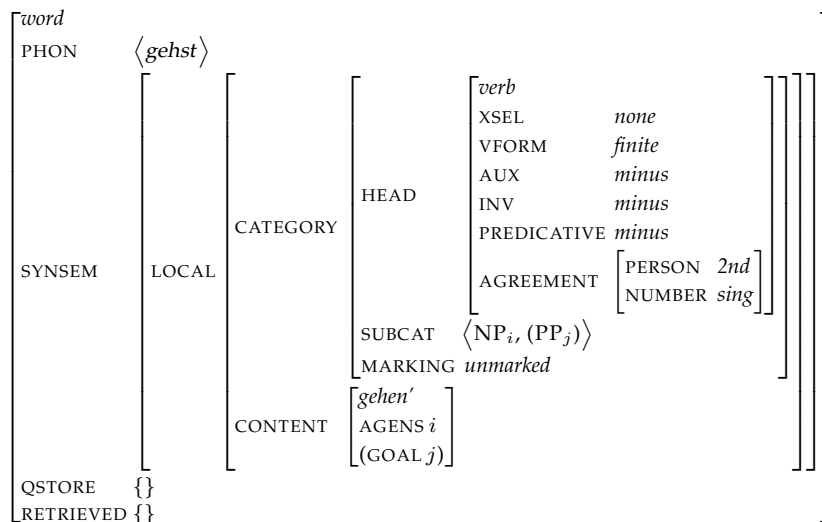 word
PHON ⟨gehst⟩
verb
XSEL none
VFORM finite
AUX minus
HEAD
INV minus
CATEGORY
PREDICATIVE minus
SYNSEM LOCAL
AGREEMENT PERSON 2nd
NUMBER sing
SUBCAT ⟨NPi, (PPj)⟩
MARKING unmarked
gehen’
CONTENT AGENS i
(GOAL j)
QSTORE {}
RETRIEVED {}